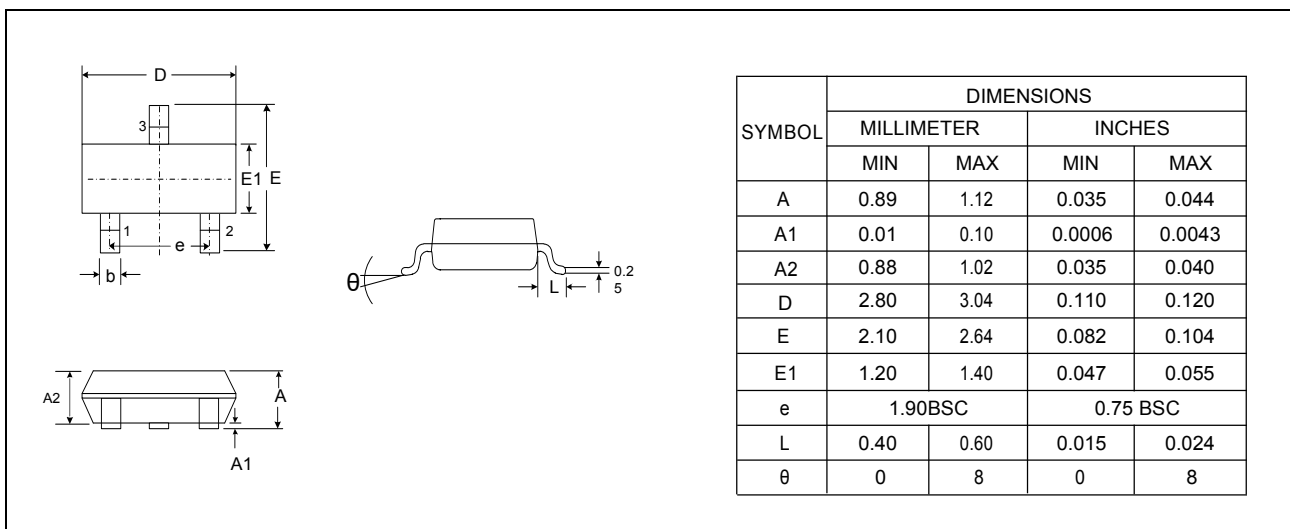 D
3
E1 E
1 2
e
b
θ
L
0.2
5
A2
A
A1
DIMENSIONS
SYMBOL MILLIMETER INCHES
MIN MAX MIN MAX
A 0.89 1.12 0.035 0.044
A1 0.01 0.10 0.0006 0.0043
A2 0.88 1.02 0.035 0.040
D 2.80 3.04 0.110 0.120
E 2.10 2.64 0.082 0.104
E1 1.20 1.40 0.047 0.055
e 1.90BSC 0.75 BSC
L 0.40 0.60 0.015 0.024
θ 0 8 0 8